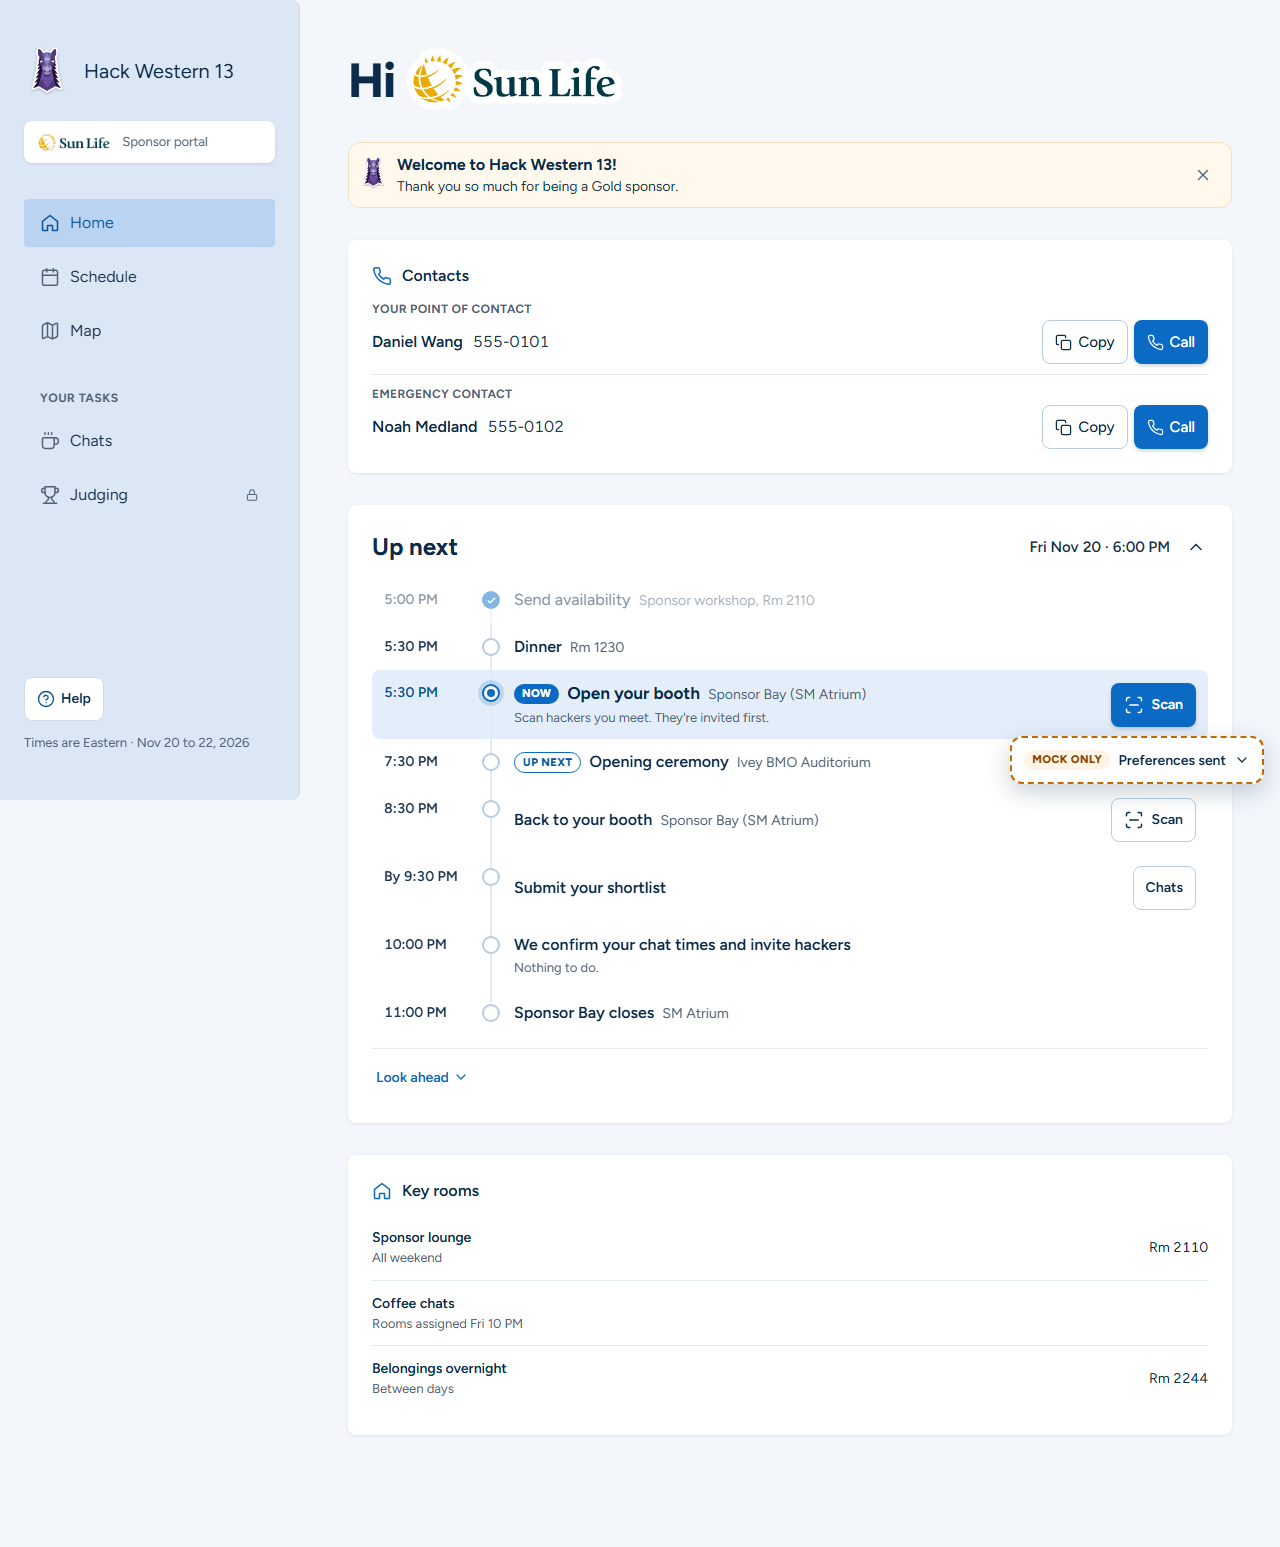 Hack Western 13
Sun Life Sponsor portal
Home
Schedule
Map
YOUR TASKS
Chats
Judging
Help
Times are Eastern · Nov 20 to 22, 2026
Hi Sun Life
Welcome to Hack Western 13!
Thank you so much for being a Gold sponsor.
Contacts
YOUR POINT OF CONTACT
Daniel Wang 555-0101 Copy Call
EMERGENCY CONTACT
Noah Medland 555-0102 Copy Call
Up next Fri Nov 20 · 6:00 PM
5:00 PM Send availability Sponsor workshop, Rm 2110
5:30 PM Dinner Rm 1230
5:30 PM NOW Open your booth Sponsor Bay (SM Atrium) Scan
Scan hackers you meet. They're invited first.
7:30 PM UP NEXT Opening ceremony Ivey BMO Auditorium
MOCK ONLY Preferences sent
8:30 PM Back to your booth Sponsor Bay (SM Atrium) Scan
By 9:30 PM Submit your shortlist Chats
10:00 PM We confirm your chat times and invite hackers
Nothing to do.
11:00 PM Sponsor Bay closes SM Atrium
Look ahead
Key rooms
Sponsor lounge
All weekend
Rm 2110
Coffee chats
Rooms assigned Fri 10 PM
Belongings overnight
Between days
Rm 2244